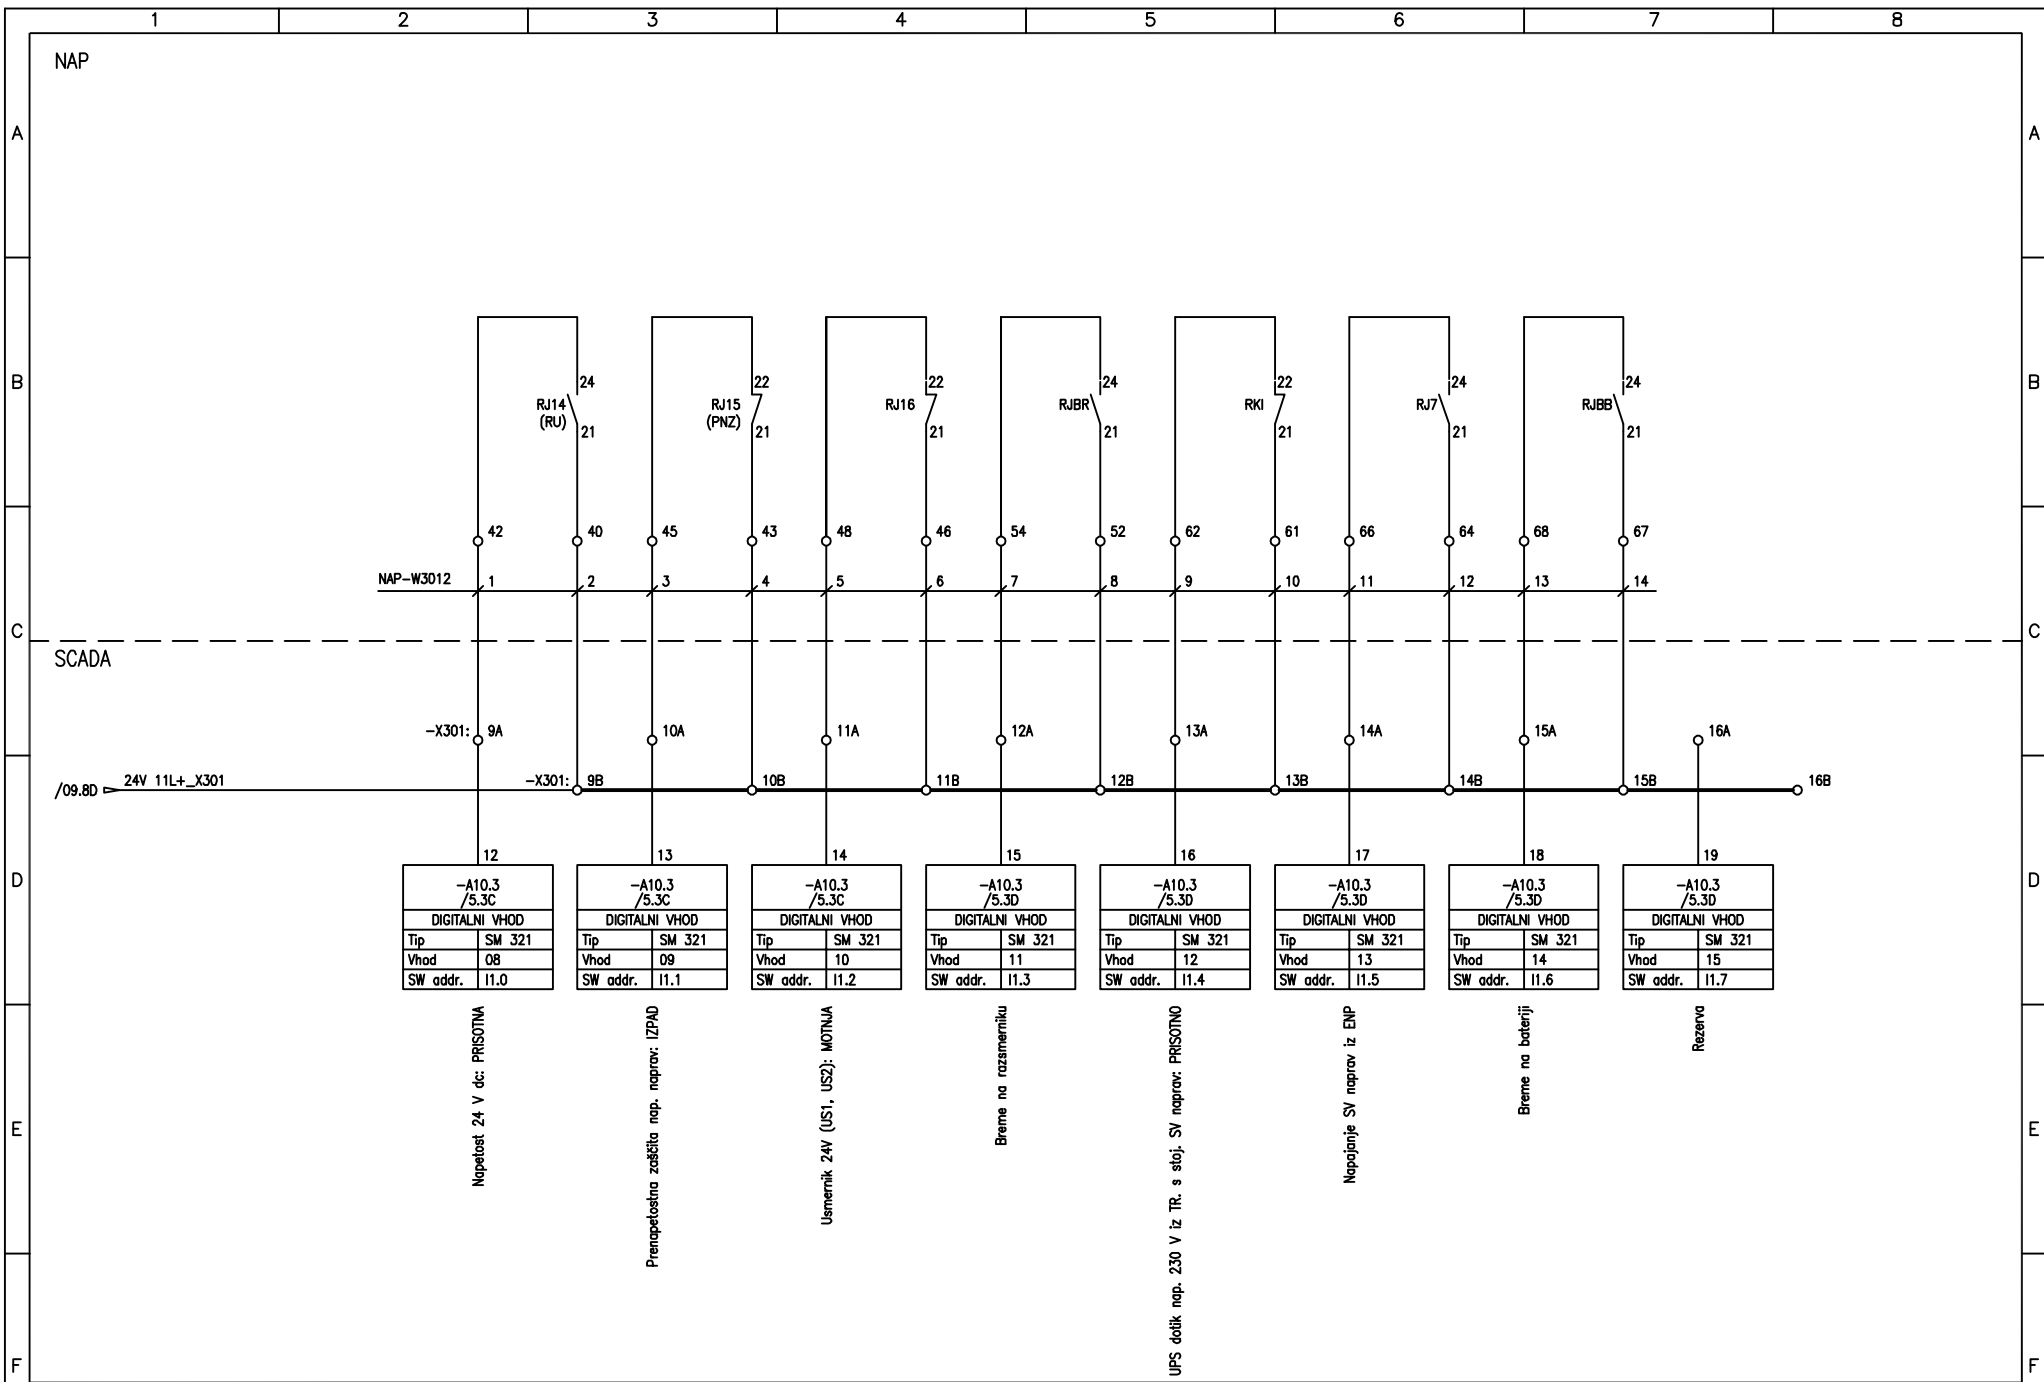 1 2 3 4 5 6 7 8
NAP
A A
B B
24 22 22 24 22 24 24
RJ14 RJ15 RJ16 RJBR RKI RJ7 RJBB
(RU) (PNZ)
21 21 21 21 21 21 21
42 40 45 43 48 46 54 52 62 61 66 64 68 67
NAP-W3012 1 2 3 4 5 6 7 8 9 10 11 12 13 14
C C
SCADA
-X301: 9A 10A 11A 12A 13A 14A 15A 16A
/09.8D 24V 11L+_X301 -X301: 9B 10B 11B 12B 13B 14B 15B 16B
12 13 14 15 16 17 18 19
D D
-A10.3 -A10.3 -A10.3 -A10.3 -A10.3 -A10.3 -A10.3 -A10.3
/5.3C /5.3C /5.3C /5.3D /5.3D /5.3D /5.3D /5.3D
DIGITALNI VHOD DIGITALNI VHOD DIGITALNI VHOD DIGITALNI VHOD DIGITALNI VHOD DIGITALNI VHOD DIGITALNI VHOD DIGITALNI VHOD
Tip SM 321 Tip SM 321 Tip SM 321 Tip SM 321 Tip SM 321 Tip SM 321 Tip SM 321 Tip SM 321
Vhod 08 Vhod 09 Vhod 10 Vhod 11 Vhod 12 Vhod 13 Vhod 14 Vhod 15
SW addr. I1.0 SW addr. I1.1 SW addr. I1.2 SW addr. I1.3 SW addr. I1.4 SW addr. I1.5 SW addr. I1.6 SW addr. I1.7
Napetost 24 V dc: PRISOTNA
Prenapetostna zaščita nap. naprav: IZPAD
Usmernik 24V (US1, US2): MOTNJA
Breme na razsmerniku
UPS dotik nap. 230 V iz TR. s stoj. SV naprav: PRISOTNO
Napajanje SV naprav iz ENP
Breme na bateriji
Rezerva
E E
F F